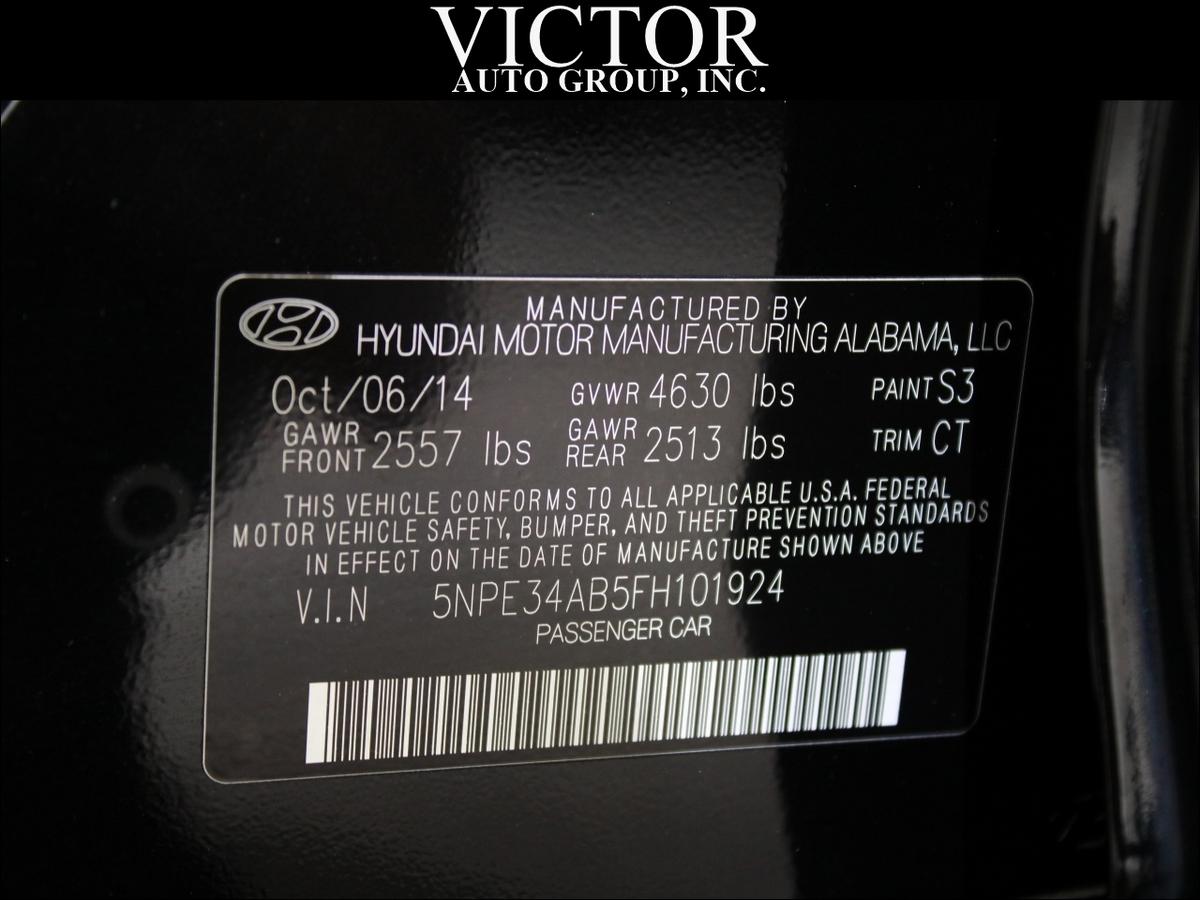 VICTOR
AUTO GROUP, INC.
MANUFACTURED BY
HYUNDAI MOTOR MANUFACTURING ALABAMA, LLC
Oct/06/14 GVWR 4630 lbs PAINT S3
GAWR FRONT 2557 lbs GAWR REAR 2513 lbs TRIM CT
THIS VEHICLE CONFORMS TO ALL APPLICABLE U.S.A. FEDERAL
MOTOR VEHICLE SAFETY, BUMPER, AND THEFT PREVENTION STANDARDS
IN EFFECT ON THE DATE OF MANUFACTURE SHOWN ABOVE
V.I.N 5NPE34AB5FH101924
PASSENGER CAR